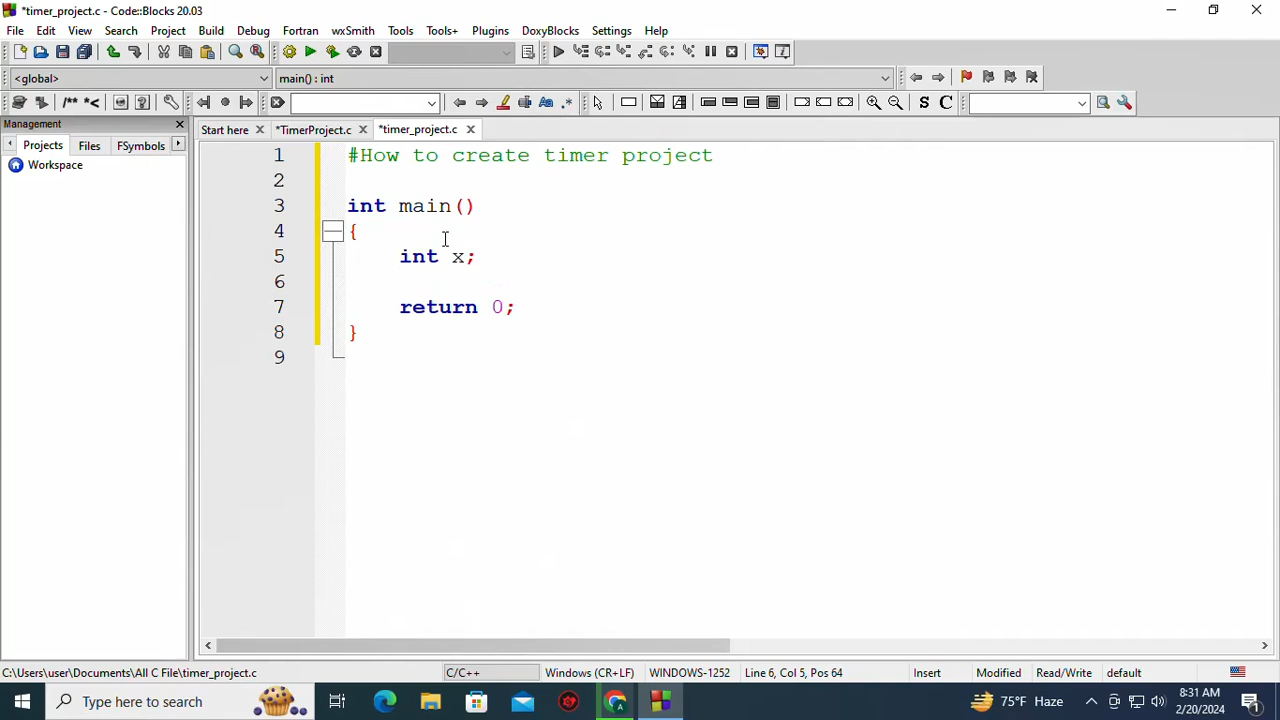 *timer_project.c - Code::Blocks 20.03
File Edit View Search Project Build Debug Fortran wxSmith Tools Tools+ Plugins DoxyBlocks Settings Help
<global> main() : int
/** *< S C
Management
Projects Files FSymbols
Workspace
Start here *TimerProject.c *timer_project.c
1 #How to create timer project
2
3 int main()
4 {
5 int x;
6
7 return 0;
8 }
9
C:\Users\user\Documents\All C File\timer_project.c C/C++ Windows (CR+LF) WINDOWS-1252 Line 6, Col 5, Pos 64 Insert Modified Read/Write default
Type here to search 75°F Haze 8:31 AM
2/20/2024
1